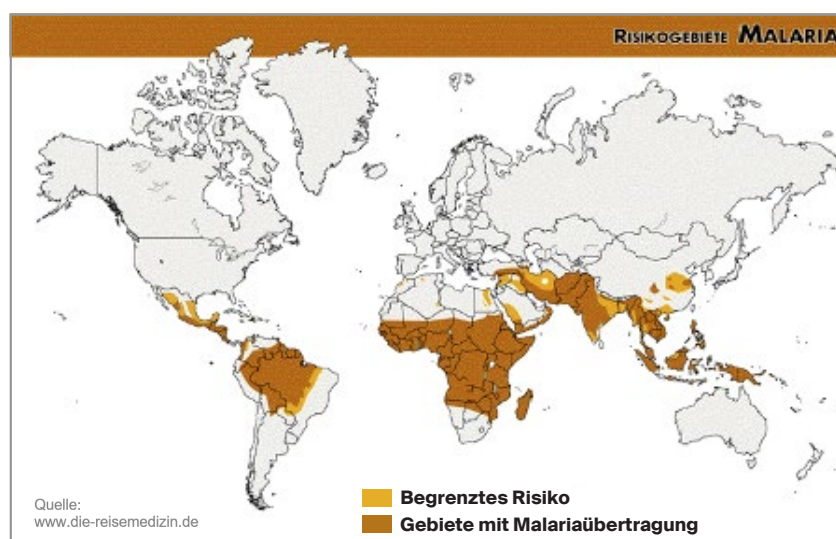 RISIKOGEBIETE MALARIA
Quelle:
www.die-reisemedizin.de
Begrenztes Risiko
Gebiete mit Malariaübertragung